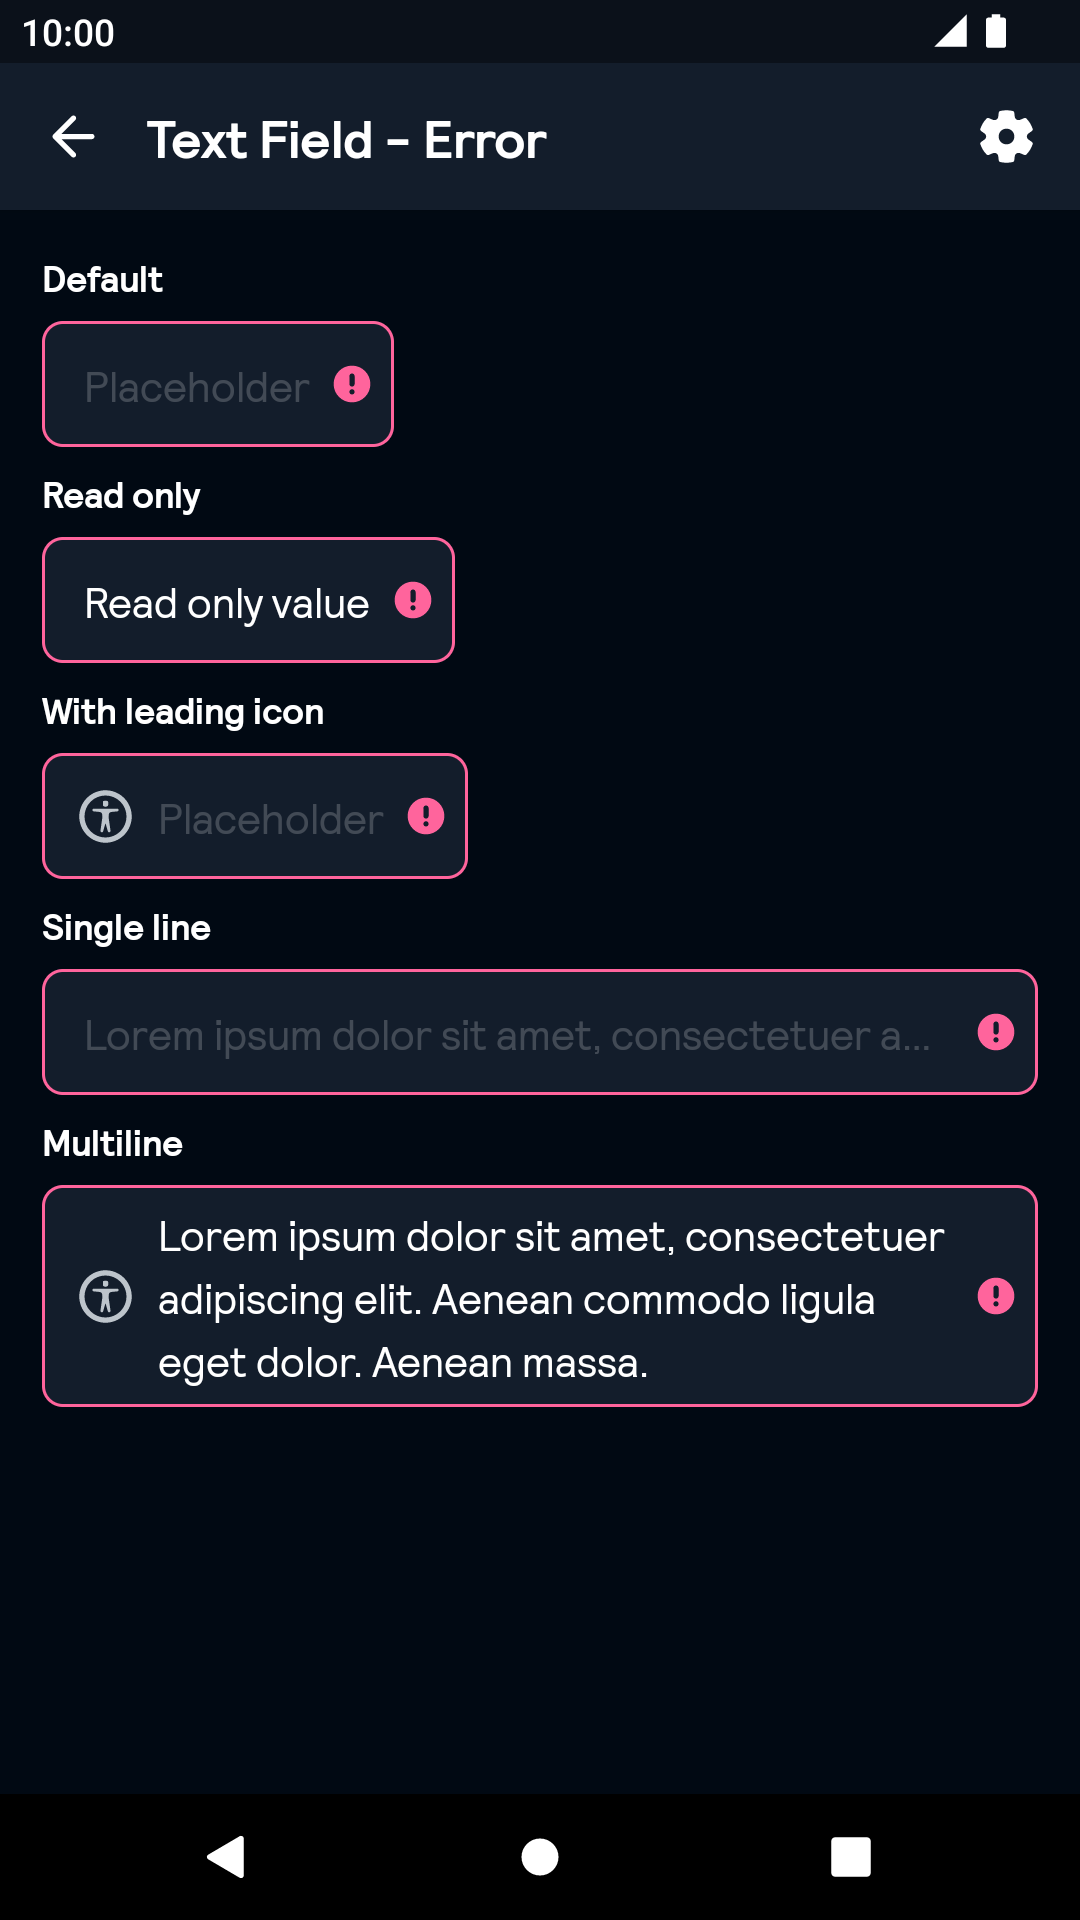 10:00
Text Field - Error
Default
Placeholder
Read only
Read only value
With leading icon
Placeholder
Single line
Lorem ipsum dolor sit amet, consectetuer a...
Multiline
Lorem ipsum dolor sit amet, consectetuer
adipiscing elit. Aenean commodo ligula
eget dolor. Aenean massa.